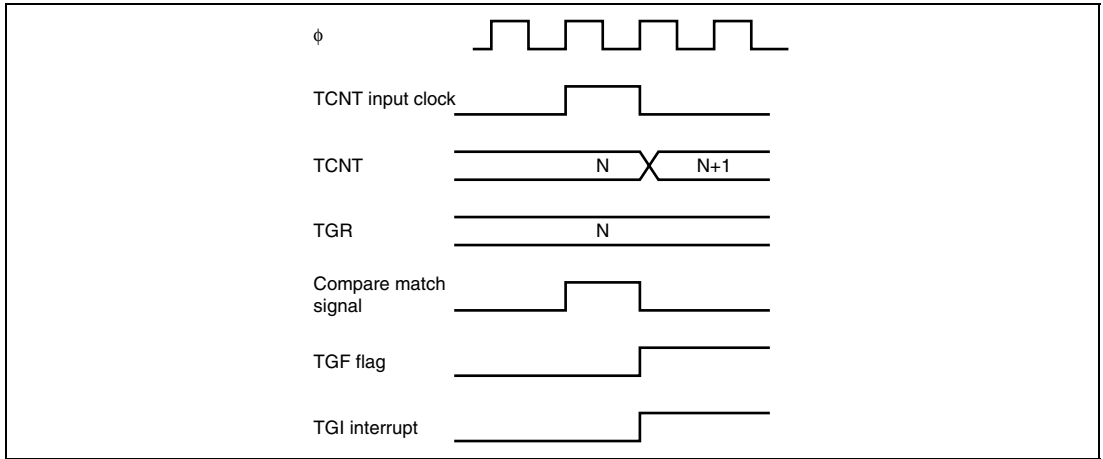 ϕ
TCNT input clock
TCNT
N
N+1
TGR
N
Compare match
signal
TGF flag
TGI interrupt